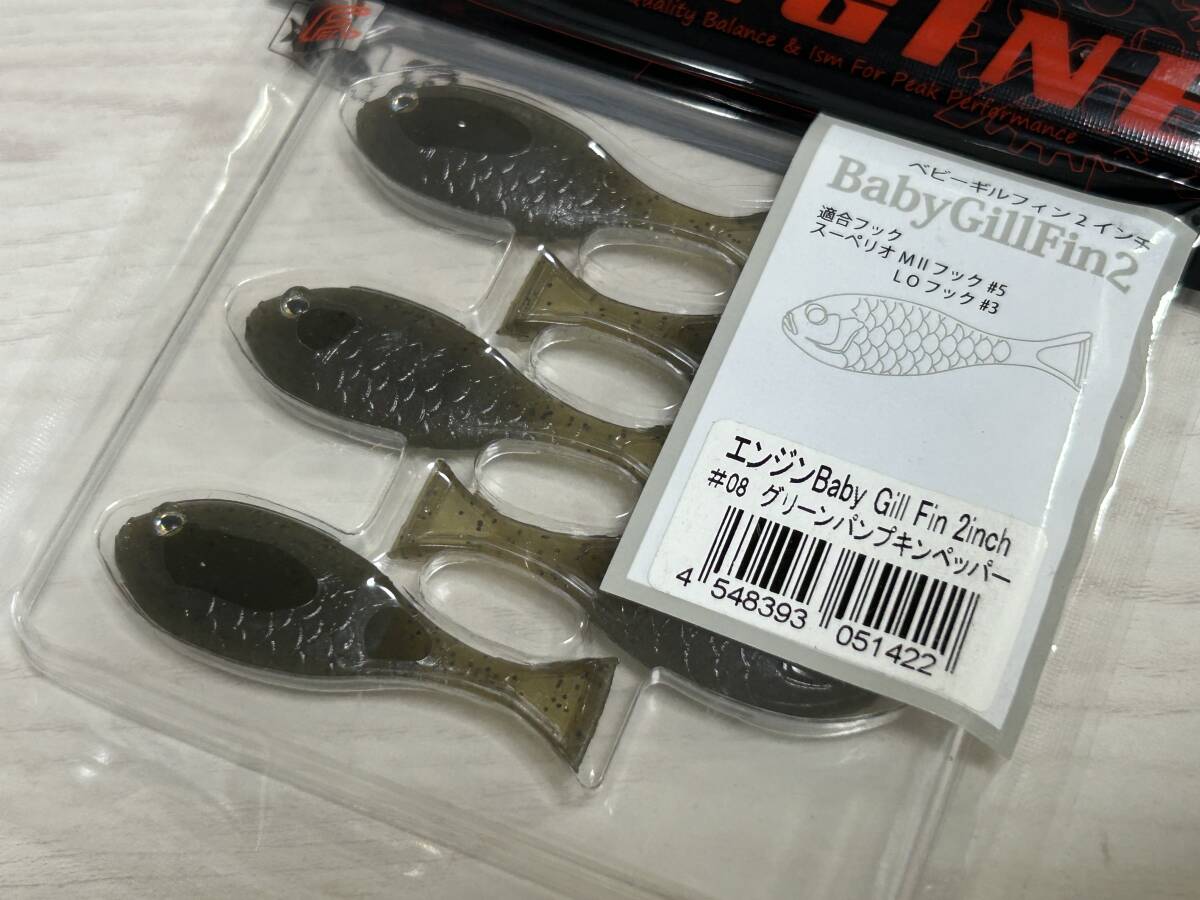 Quality Balance & Ism For Peak Performance
ベビーギルフィン2インチ
BabyGillFin2
適合フック
スーペリオ MIIフック #5
LOフック #3
エンジンBaby Gill Fin 2inch
#08 グリーンパンプキンペッパー
4 548393 051422